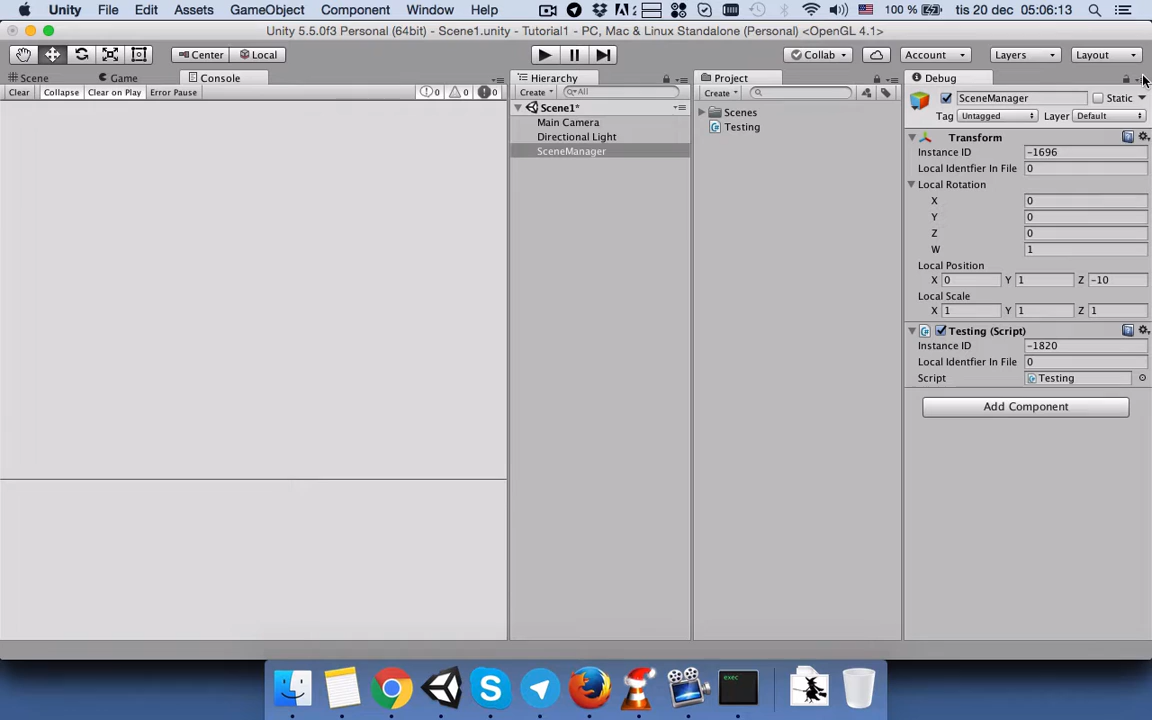 Unity File Edit Assets GameObject Component Window Help 100 % tis 20 dec 05:06:13
Unity 5.5.0f3 Personal (64bit) - Scene1.unity - Tutorial1 - PC, Mac & Linux Standalone (Personal) <OpenGL 4.1>
Center Local Collab Account Layers Layout
Scene Game Console Hierarchy Project Debug
Clear Collapse Clear on Play Error Pause 0 0 0 Create All Create SceneManager Static
Scene1* Scenes Tag Untagged Layer Default
Main Camera Testing
Directional Light Transform
SceneManager Instance ID -1696
Local Identfier In File 0
Local Rotation
X 0
Y 0
Z 0
W 1
Local Position
X 0 Y 1 Z -10
Local Scale
X 1 Y 1 Z 1
Testing (Script)
Instance ID -1820
Local Identfier In File 0
Script Testing
Add Component
exec